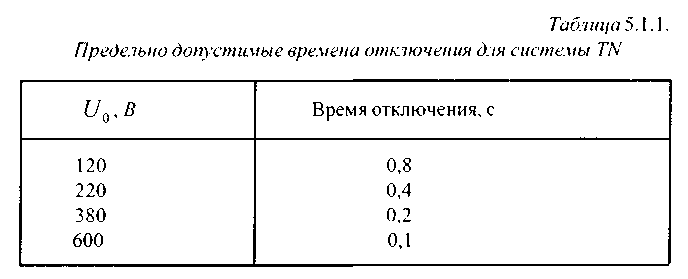 Таблица 5.1.1.
Предельно допустимые времена отключения для системы TN
U₀, В Время отключения, с
120 0,8
220 0,4
380 0,2
600 0,1